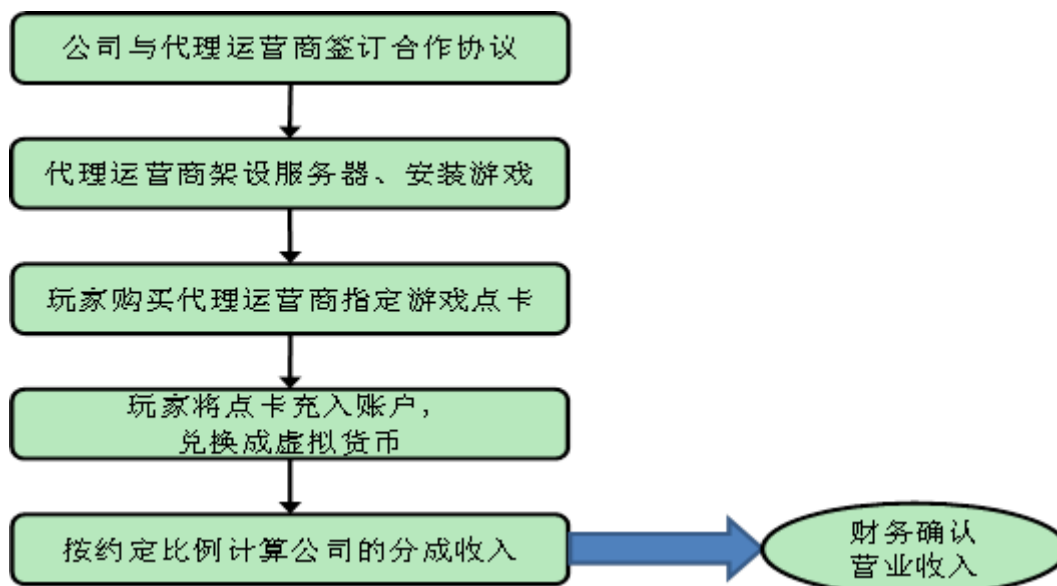 公司与代理运营商签订合作协议
代理运营商架设服务器、安装游戏
玩家购买代理运营商指定游戏点卡
玩家将点卡充入账户，
兑换成虚拟货币
按约定比例计算公司的分成收入
财务确认
营业收入